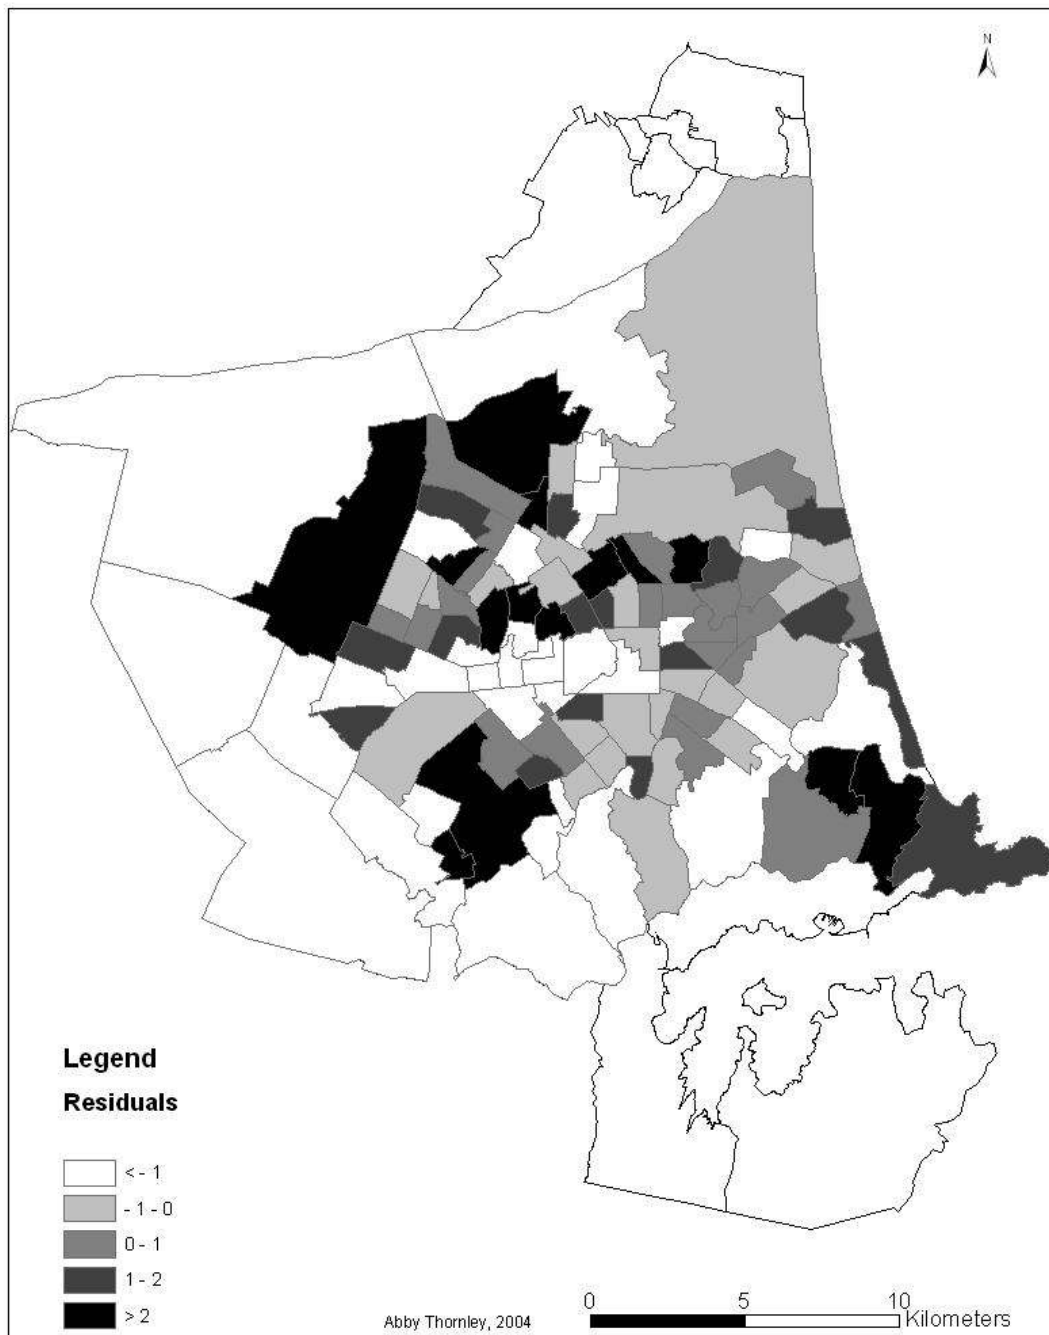 N
Legend
Residuals
< - 1
- 1 - 0
0 - 1
1 - 2
> 2
Abby Thornley, 2004
0 5 10
Kilometers